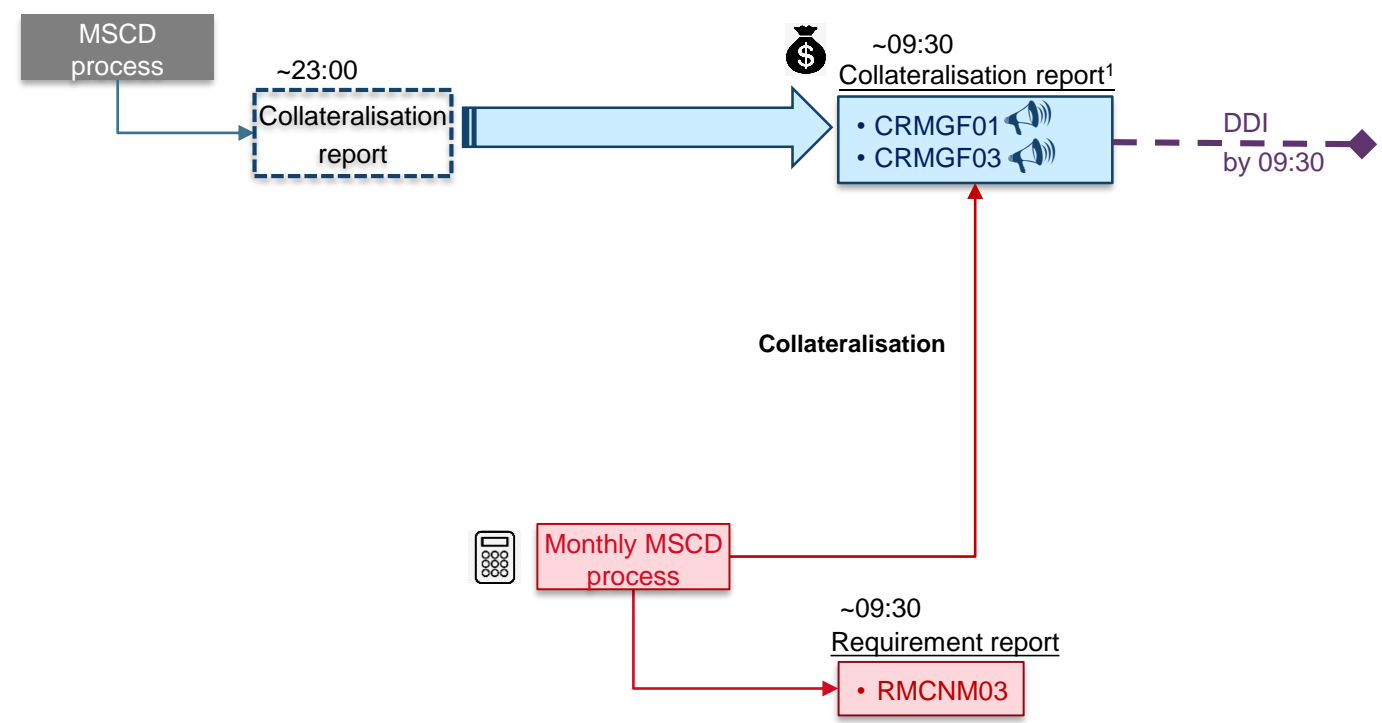 MSCD
process
~23:00
Collateralisation
report
$
~09:30
Collateralisation report¹
• CRMGF01
• CRMGF03
DDI
by 09:30
Collateralisation
Monthly MSCD
process
~09:30
Requirement report
• RMCNM03